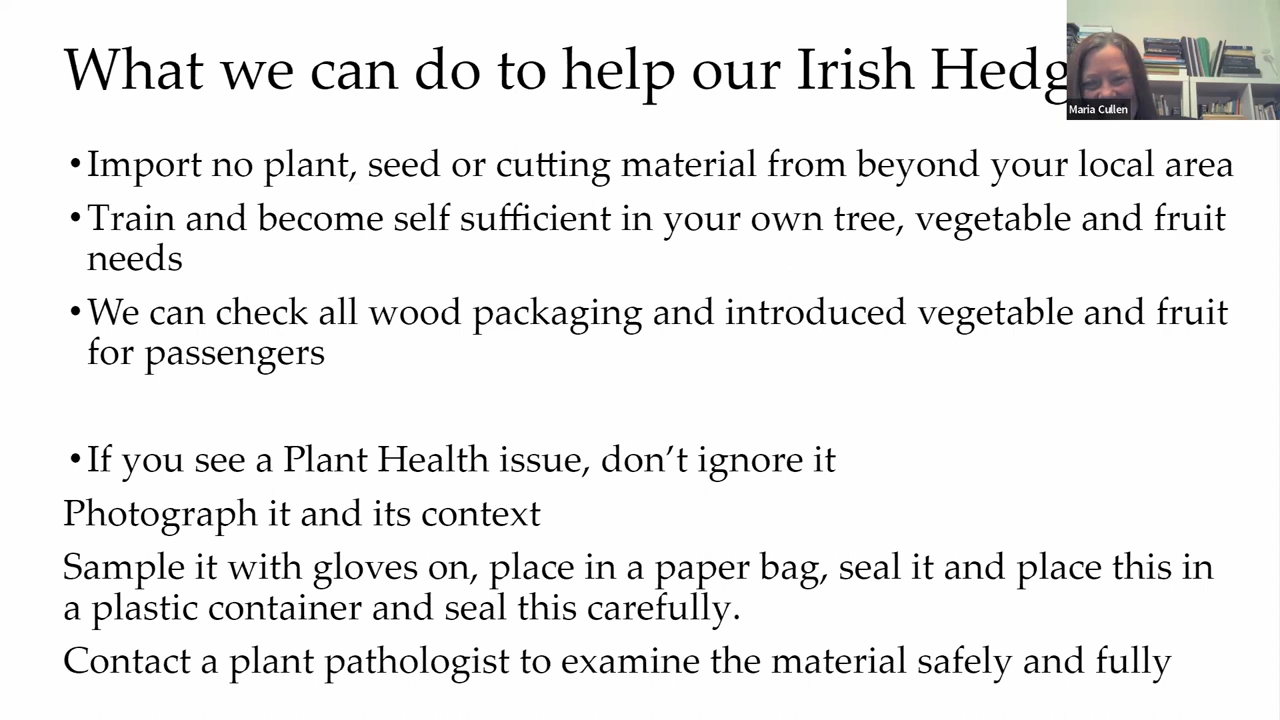 What we can do to help our Irish Hedg
Maria Cullen
•Import no plant, seed or cutting material from beyond your local area
•Train and become self sufficient in your own tree, vegetable and fruit
needs
•We can check all wood packaging and introduced vegetable and fruit
for passengers
•If you see a Plant Health issue, don’t ignore it
Photograph it and its context
Sample it with gloves on, place in a paper bag, seal it and place this in
a plastic container and seal this carefully.
Contact a plant pathologist to examine the material safely and fully